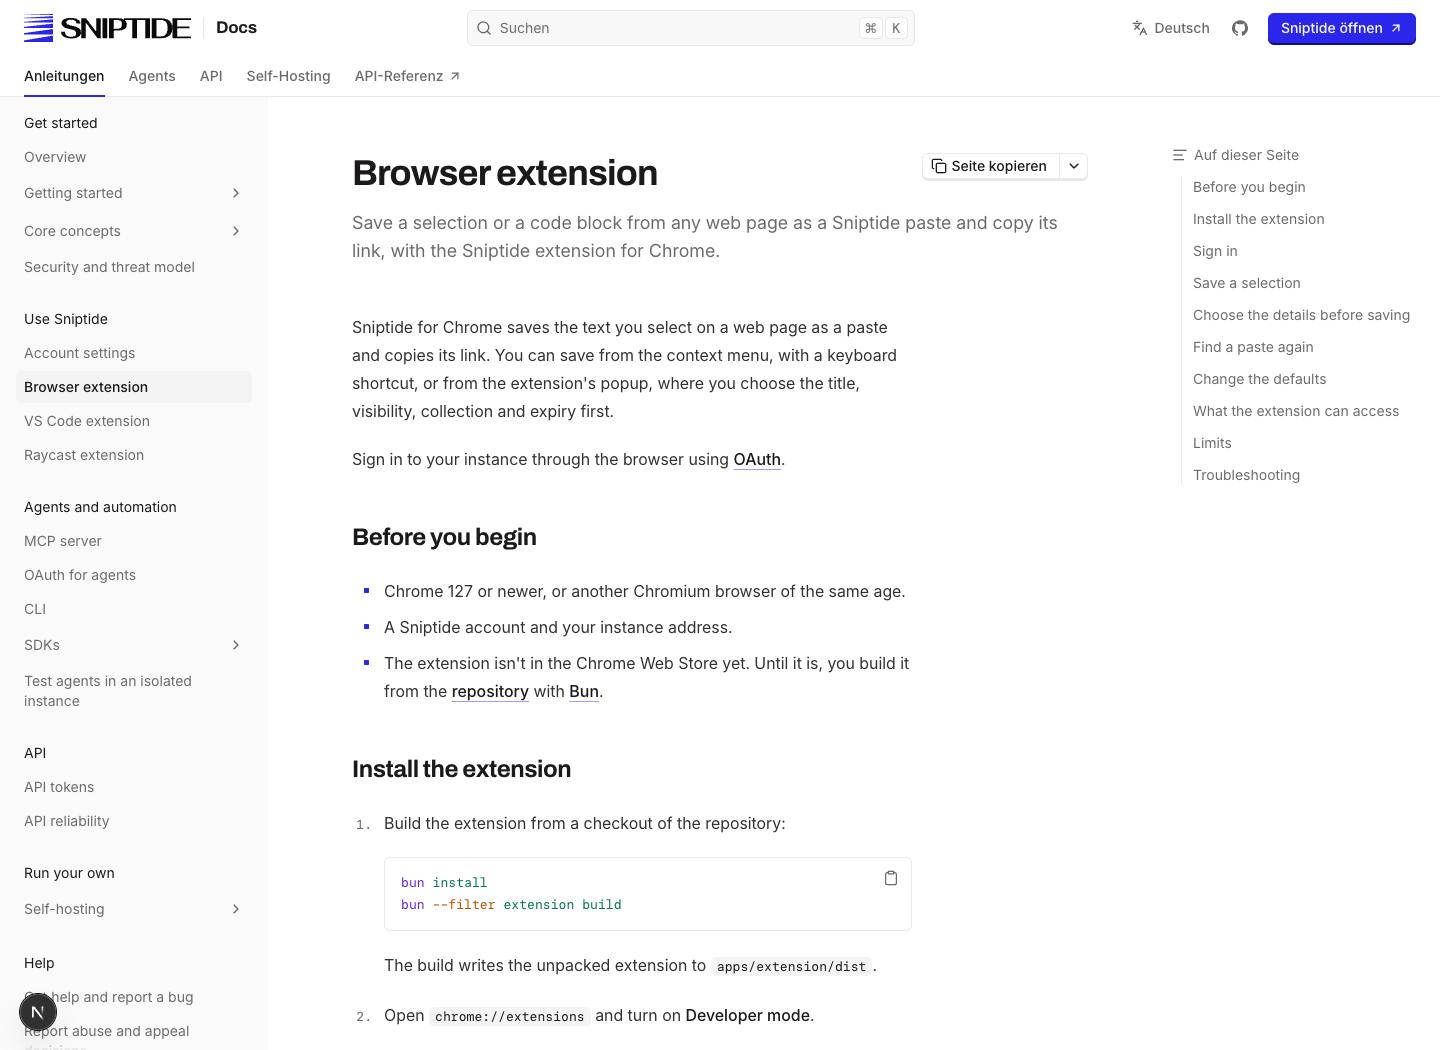 SNIPTIDE
Docs
Suchen
⌘ K
Deutsch
Sniptide öffnen
Anleitungen
Agents
API
Self-Hosting
API-Referenz
Get started
Overview
Getting started
Core concepts
Security and threat model
Use Sniptide
Account settings
Browser extension
VS Code extension
Raycast extension
Agents and automation
MCP server
OAuth for agents
CLI
SDKs
Test agents in an isolated
instance
API
API tokens
API reliability
Run your own
Self-hosting
Help
help and report a bug
Report abuse and appeal
N
Browser extension
Seite kopieren
Save a selection or a code block from any web page as a Sniptide paste and copy its
link, with the Sniptide extension for Chrome.
Sniptide for Chrome saves the text you select on a web page as a paste
and copies its link. You can save from the context menu, with a keyboard
shortcut, or from the extension's popup, where you choose the title,
visibility, collection and expiry first.
Sign in to your instance through the browser using OAuth.
Before you begin
Chrome 127 or newer, or another Chromium browser of the same age.
A Sniptide account and your instance address.
The extension isn't in the Chrome Web Store yet. Until it is, you build it
from the repository with Bun.
Install the extension
1. Build the extension from a checkout of the repository:
bun install
bun --filter extension build
The build writes the unpacked extension to apps/extension/dist.
2. Open chrome://extensions and turn on Developer mode.
Auf dieser Seite
Before you begin
Install the extension
Sign in
Save a selection
Choose the details before saving
Find a paste again
Change the defaults
What the extension can access
Limits
Troubleshooting